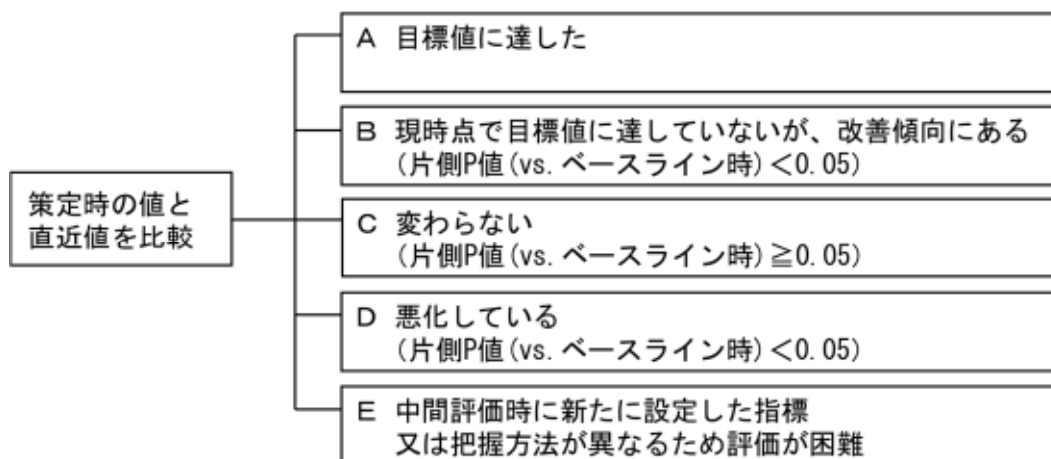 策定時の値と
直近値を比較
A 目標値に達した
B 現時点で目標値に達していないが、改善傾向にある
(片側P値(vs. ベースライン時)<0.05)
C 変わらない
(片側P値(vs. ベースライン時)≧0.05)
D 悪化している
(片側P値(vs. ベースライン時)<0.05)
E 中間評価時に新たに設定した指標
又は把握方法が異なるため評価が困難